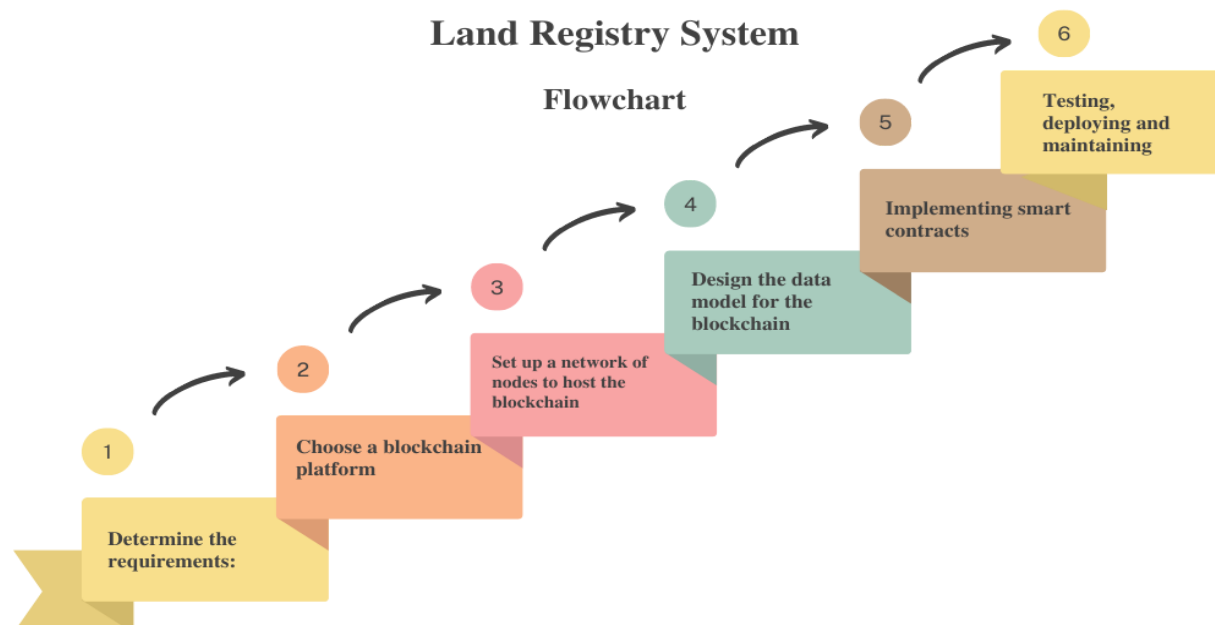 Land Registry System
Flowchart
1
Determine the
requirements:
2
Choose a blockchain
platform
3
Set up a network of
nodes to host the
blockchain
4
Design the data
model for the
blockchain
5
Implementing smart
contracts
6
Testing,
deploying and
maintaining